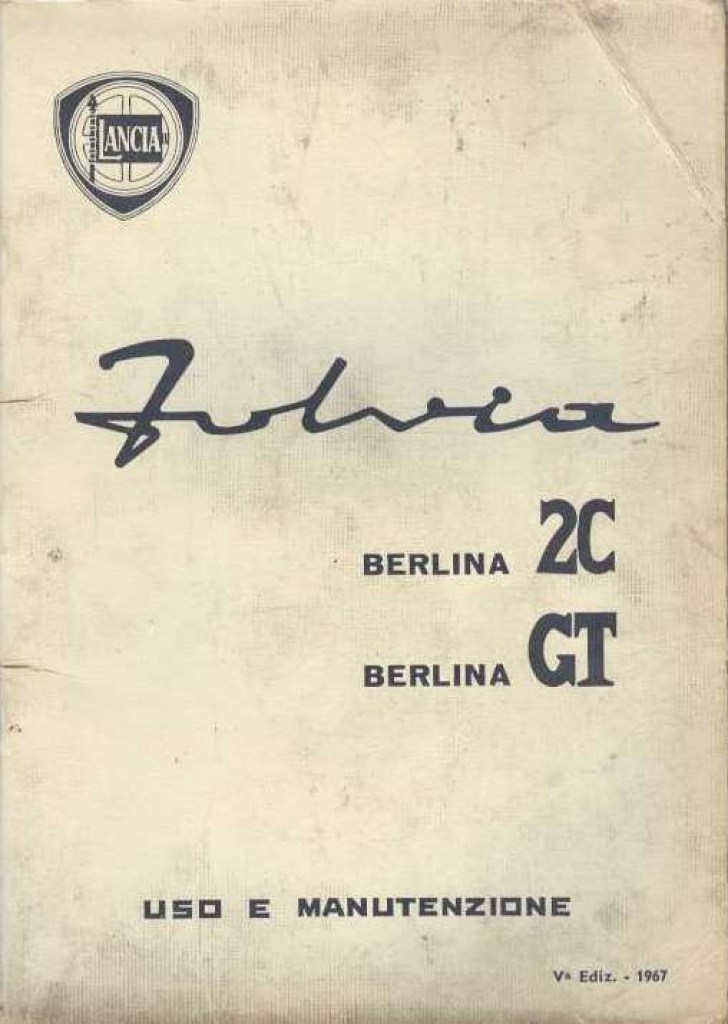 LANCIA
Fulvia
BERLINA 2C
BERLINA GT
USO E MANUTENZIONE
Vª Ediz. - 1967